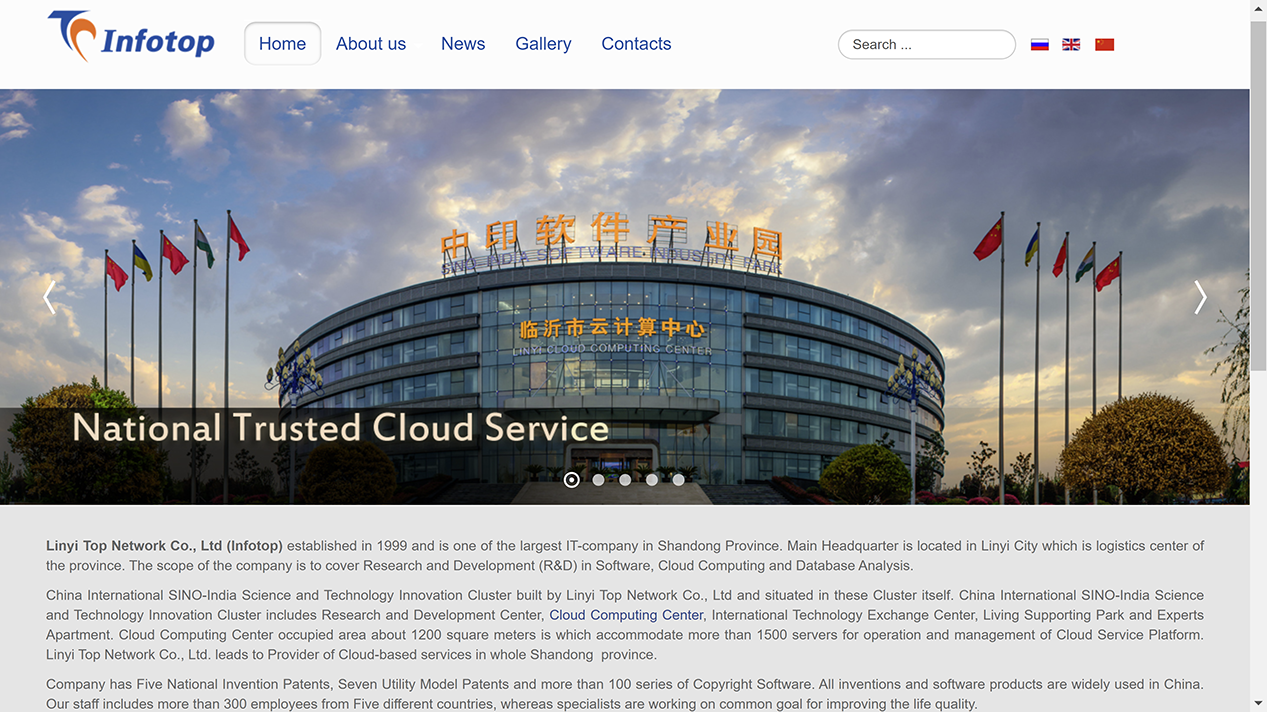 Infotop
Home
About us
News
Gallery
Contacts
Search ...
中印软件产业园
SINO INDIA SOFTWARE INDUSTRY PARK
临沂市云计算中心
LINYI CLOUD COMPUTING CENTER
National Trusted Cloud Service
Linyi Top Network Co., Ltd (Infotop) established in 1999 and is one of the largest IT-company in Shandong Province. Main Headquarter is located in Linyi City which is logistics center of
the province. The scope of the company is to cover Research and Development (R&D) in Software, Cloud Computing and Database Analysis.
China International SINO-India Science and Technology Innovation Cluster built by Linyi Top Network Co., Ltd and situated in these Cluster itself. China International SINO-India Science
and Technology Innovation Cluster includes Research and Development Center, Cloud Computing Center, International Technology Exchange Center, Living Supporting Park and Experts
Apartment. Cloud Computing Center occupied area about 1200 square meters is which accommodate more than 1500 servers for operation and management of Cloud Service Platform.
Linyi Top Network Co., Ltd. leads to Provider of Cloud-based services in whole Shandong province.
Company has Five National Invention Patents, Seven Utility Model Patents and more than 100 series of Copyright Software. All inventions and software products are widely used in China.
Our staff includes more than 300 employees from Five different countries, whereas specialists are working on common goal for improving the life quality.